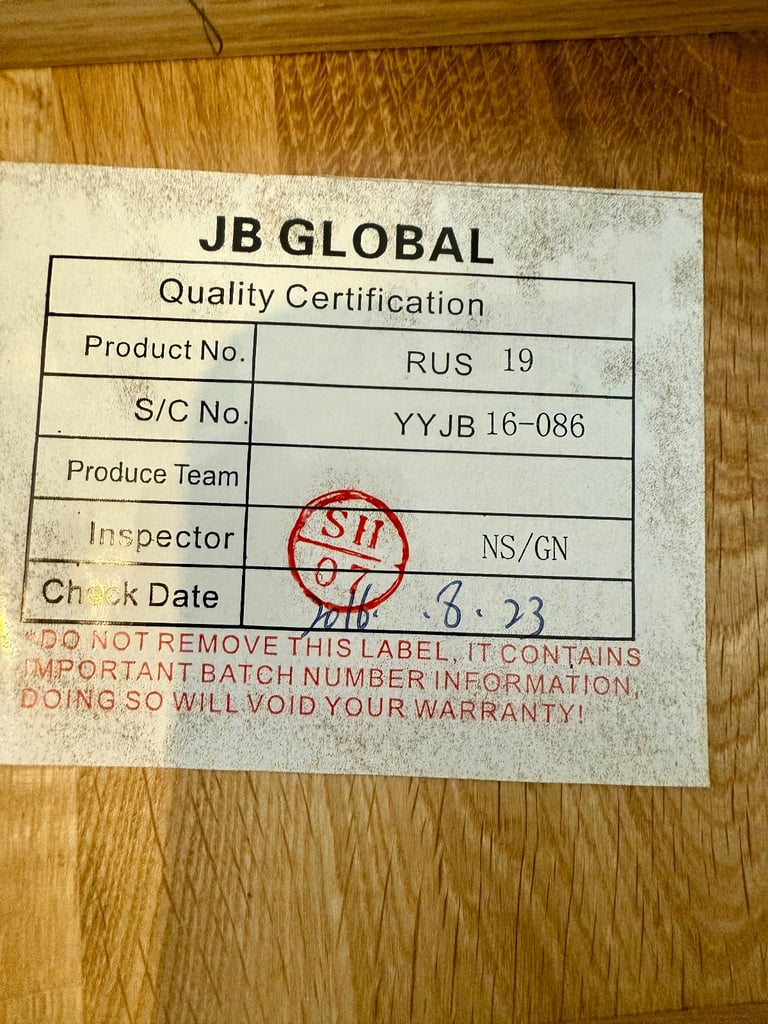 JB GLOBAL
Quality Certification
Product No. RUS 19
S/C No. YYJB 16-086
Produce Team
Inspector NS/GN
SH
07
Check Date 2016. .8. 23
*DO NOT REMOVE THIS LABEL, IT CONTAINS
IMPORTANT BATCH NUMBER INFORMATION,
DOING SO WILL VOID YOUR WARRANTY!